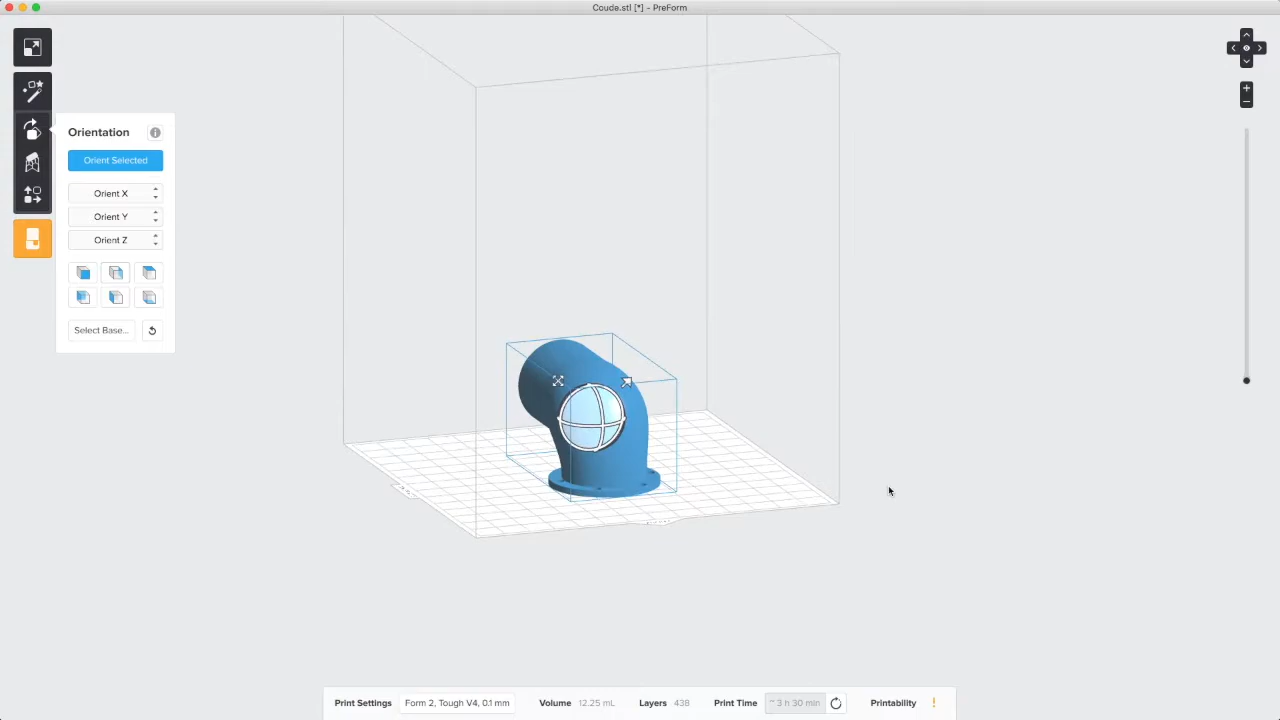 Coude.stl [*] - PreForm
Orientation
Orient Selected
Orient X
Orient Y
Orient Z
Select Base...
Print Settings Form 2, Tough V4, 0.1 mm Volume 12.25 mL Layers 438 Print Time ~ 3 h 30 min Printability !